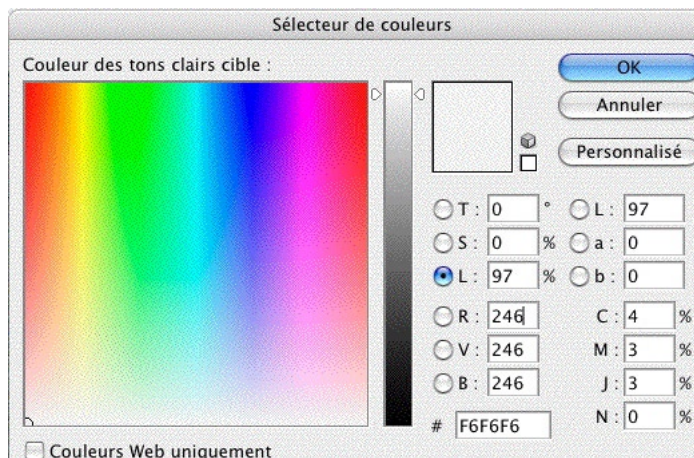 Sélecteur de couleurs
Couleur des tons clairs cible :
OK
Annuler
Personnalisé
T : 0 °
L : 97
S : 0 %
a : 0
L : 97 %
b : 0
R : 246
C : 4 %
V : 246
M : 3 %
B : 246
J : 3 %
# F6F6F6
N : 0 %
Couleurs Web uniquement